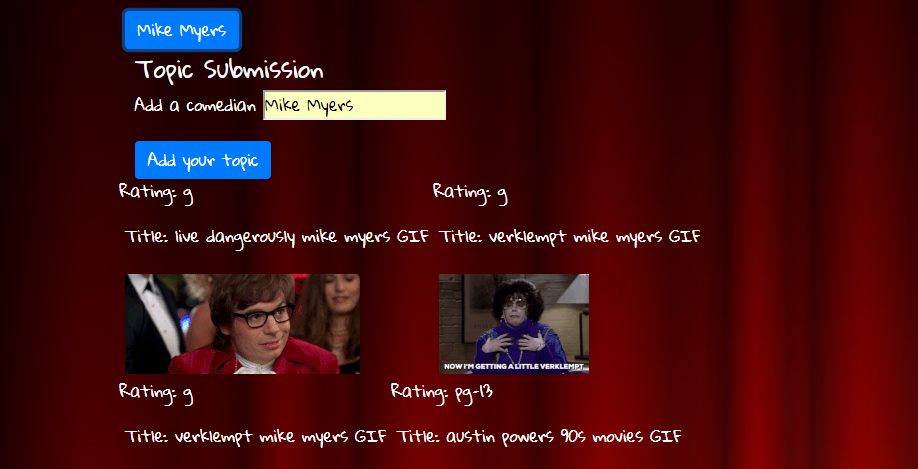 Mike Myers
Topic Submission
Add a comedian Mike Myers
Add your topic
Rating: g Rating: g
Title: live dangerously mike myers GIF Title: verklempt mike myers GIF
NOW I'M GETTING A LITTLE VERKLEMPT
Rating: g Rating: pg-13
Title: verklempt mike myers GIF Title: austin powers 90s movies GIF